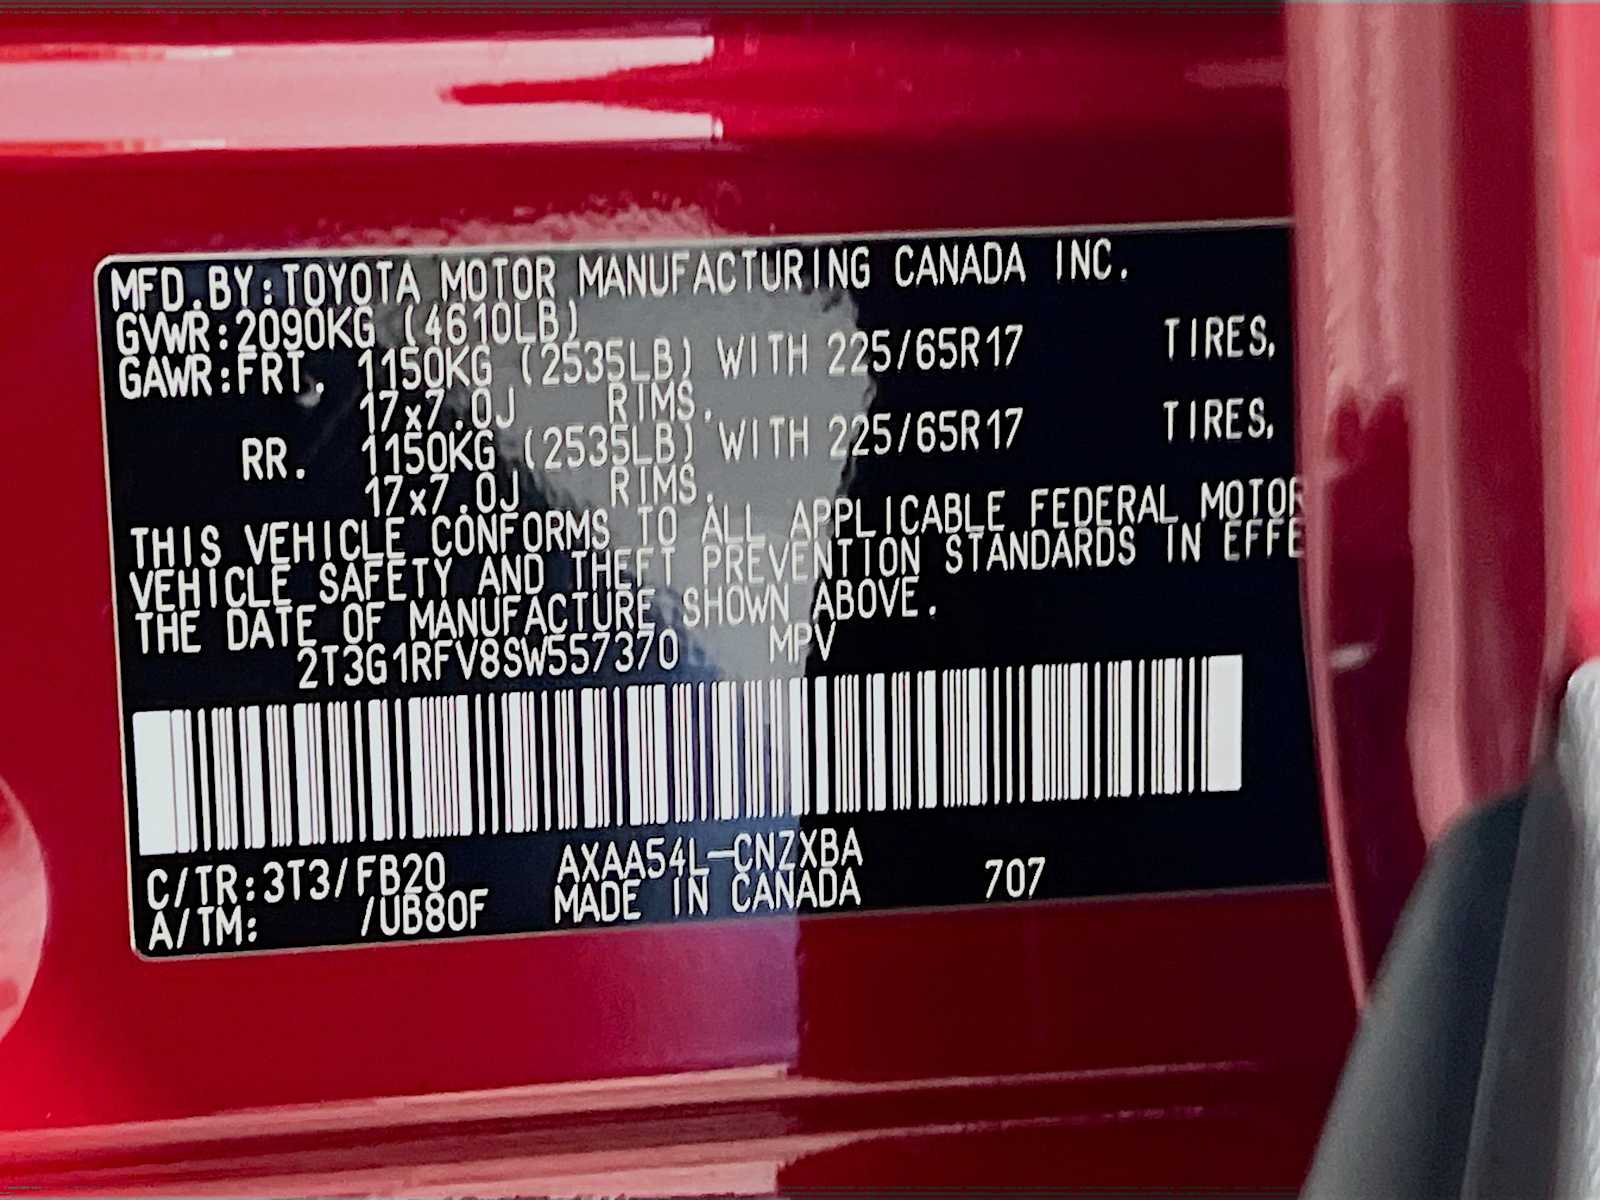 MFD.BY:TOYOTA MOTOR MANUFACTURING CANADA INC.
GVWR:2090KG (4610LB)
GAWR:FRT. 1150KG (2535LB) WITH 225/65R17 TIRES,
17x7.0J RIMS.
RR. 1150KG (2535LB) WITH 225/65R17 TIRES,
17x7.0J RIMS.
THIS VEHICLE CONFORMS TO ALL APPLICABLE FEDERAL MOTOR
VEHICLE SAFETY AND THEFT PREVENTION STANDARDS IN EFFE
THE DATE OF MANUFACTURE SHOWN ABOVE.
2T3G1RFV8SW557370 MPV
C/TR:3T3/FB20 AXAA54L-CNZXBA 707
A/TM: /UB80F MADE IN CANADA